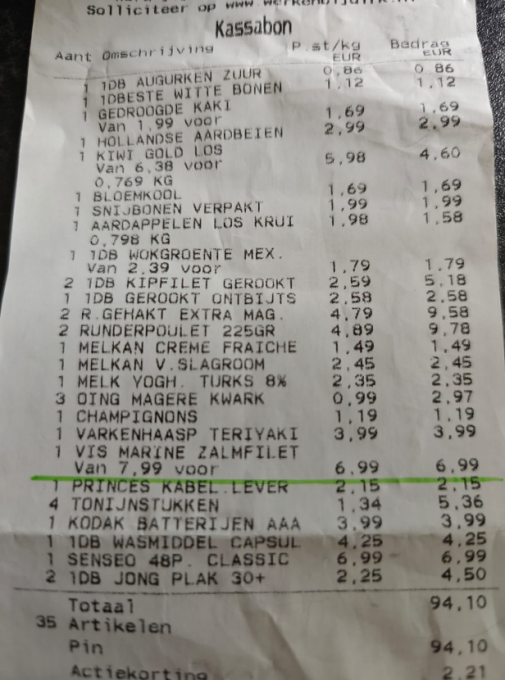 Solliciteer op www.werkenbij
Kassabon
Aant Omschrijving P.st/kg Bedrag
EUR EUR
1 1DB AUGURKEN ZUUR 0,86 0,86
1 1DBESTE WITTE BONEN 1,12 1,12
1 GEDROOGDE KAKI
Van 1,99 voor 1,69 1,69
1 HOLLANDSE AARDBEIEN 2,99 2,99
1 KIWI GOLD LOS
Van 6,38 voor 5,98 4,60
0,769 KG
1 BLOEMKOOL 1,69 1,69
1 SNIJBONEN VERPAKT 1,99 1,99
1 AARDAPPELEN LOS KRUI 1,98 1,58
0,798 KG
1 1DB WOKGROENTE MEX.
Van 2,39 voor 1,79 1,79
2 1DB KIPFILET GEROOKT 2,59 5,18
1 1DB GEROOKT ONTBIJTS 2,58 2,58
2 R.GEHAKT EXTRA MAG. 4,79 9,58
2 RUNDERPOULET 225GR 4,89 9,78
1 MELKAN CREME FRAICHE 1,49 1,49
1 MELKAN V.SLAGROOM 2,45 2,45
1 MELK YOGH. TURKS 8% 2,35 2,35
3 OING MAGERE KWARK 0,99 2,97
1 CHAMPIGNONS 1,19 1,19
1 VARKENHAASP TERIYAKI 3,99 3,99
1 VIS MARINE ZALMFILET
Van 7,99 voor 6,99 6,99
1 PRINCES KABEL.LEVER 2,15 2,15
4 TONIJNSTUKKEN 1,34 5,36
1 KODAK BATTERIJEN AAA 3,99 3,99
1 1DB WASMIDDEL CAPSUL 4,25 4,25
1 SENSEO 48P. CLASSIC 6,99 6,99
2 1DB JONG PLAK 30+ 2,25 4,50
Totaal 94,10
35 Artikelen
Pin 94,10
Actiekorting 2,21